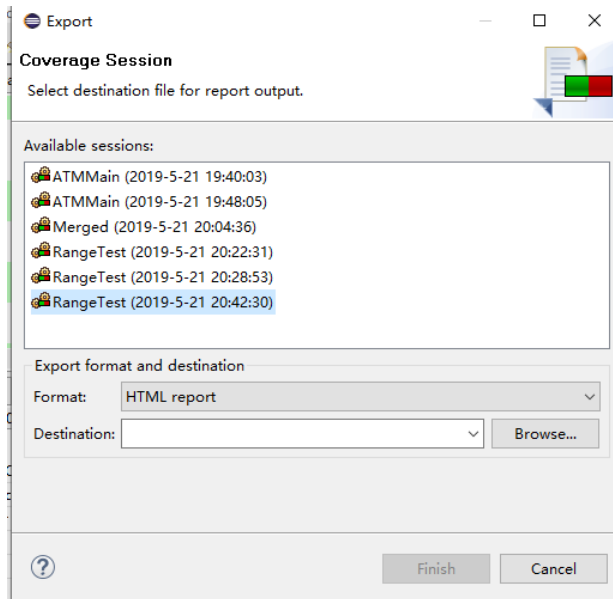 Export
Coverage Session
Select destination file for report output.
Available sessions:
ATMMain (2019-5-21 19:40:03)
ATMMain (2019-5-21 19:48:05)
Merged (2019-5-21 20:04:36)
RangeTest (2019-5-21 20:22:31)
RangeTest (2019-5-21 20:28:53)
RangeTest (2019-5-21 20:42:30)
Export format and destination
Format: HTML report
Destination: Browse...
? Finish Cancel